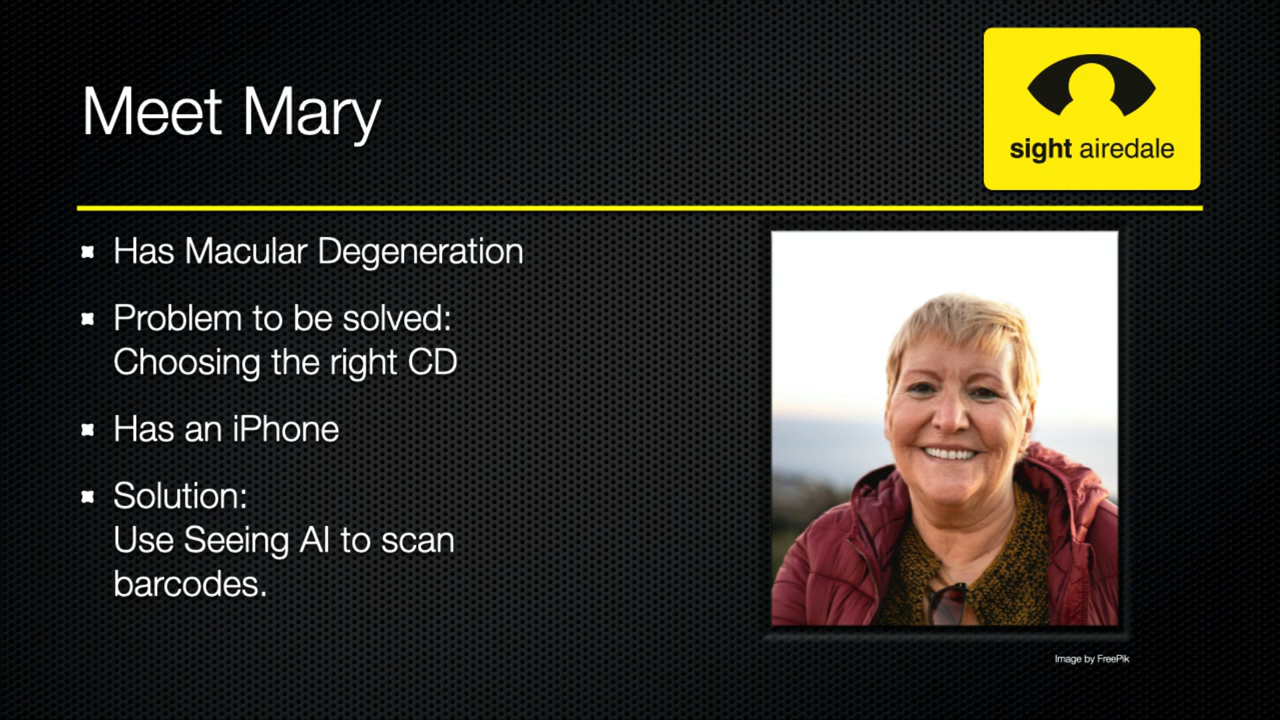 Meet Mary
sight airedale
Has Macular Degeneration
Problem to be solved:
Choosing the right CD
Has an iPhone
Solution:
Use Seeing AI to scan
barcodes.
Image by FreePik